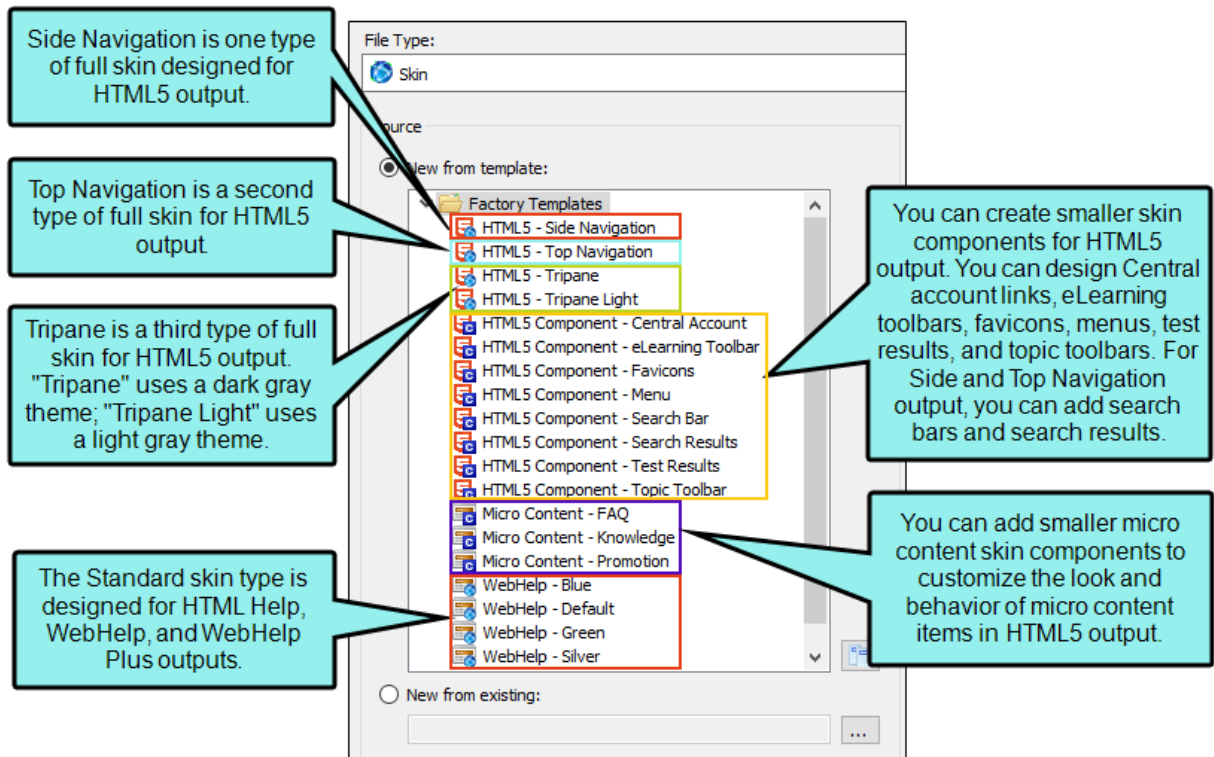 Side Navigation is one type
of full skin designed for
HTML5 output.
Top Navigation is a second
type of full skin for HTML5
output.
Tripane is a third type of full
skin for HTML5 output.
"Tripane" uses a dark gray
theme; "Tripane Light" uses
a light gray theme.
The Standard skin type is
designed for HTML Help,
WebHelp, and WebHelp
Plus outputs.
File Type:
Skin
ource
New from template:
Factory Templates
HTML5 - Side Navigation
HTML5 - Top Navigation
HTML5 - Tripane
HTML5 - Tripane Light
HTML5 Component - Central Account
HTML5 Component - eLearning Toolbar
HTML5 Component - Favicons
HTML5 Component - Menu
HTML5 Component - Search Bar
HTML5 Component - Search Results
HTML5 Component - Test Results
HTML5 Component - Topic Toolbar
Micro Content - FAQ
Micro Content - Knowledge
Micro Content - Promotion
WebHelp - Blue
WebHelp - Default
WebHelp - Green
WebHelp - Silver
New from existing:
...
You can create smaller skin
components for HTML5
output. You can design Central
account links, eLearning
toolbars, favicons, menus, test
results, and topic toolbars. For
Side and Top Navigation
output, you can add search
bars and search results.
You can add smaller micro
content skin components to
customize the look and
behavior of micro content
items in HTML5 output.